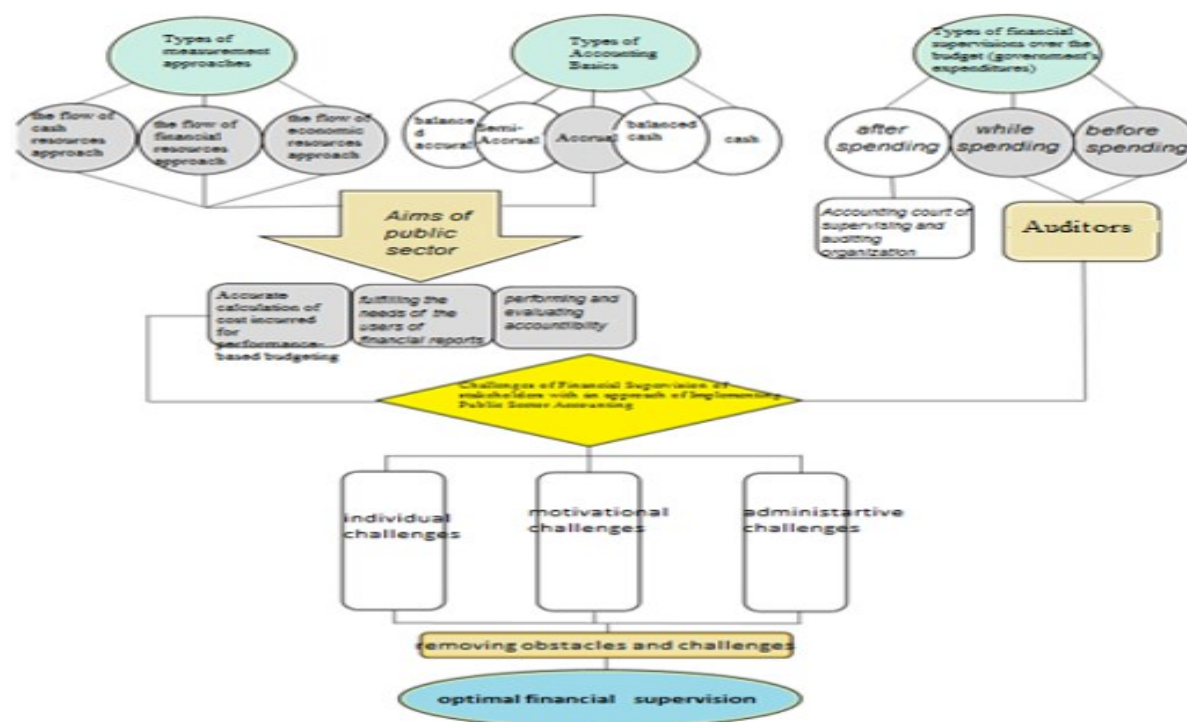 Types of
measurement
approaches
Types of
Accounting
Basics
Types of financial
supervisions over the
budget (government's
expenditures)
the flow of
cash
resources
approach
the flow of
financial
resources
approach
the flow of
economic
resources
approach
balance
d
accural
Semi-
Accrual
Accrual
balanced
cash
cash
after
spending
while
spending
before
spending
Aims of
public
sector
Accounting court of
supervising and
auditing
organization
Auditors
Accurate
calculation of
cost incurred
for
performance-
based budgeting
fulfilling the
needs of the
users of
financial reports
performing and
evaluating
accountibility
Challenges of Financial Supervision of
stakeholders with an approach of Implementing
Public Sector Accounting
individual
challenges
motivational
challenges
administartive
challenges
removing obstacles and challenges
optimal financial supervision